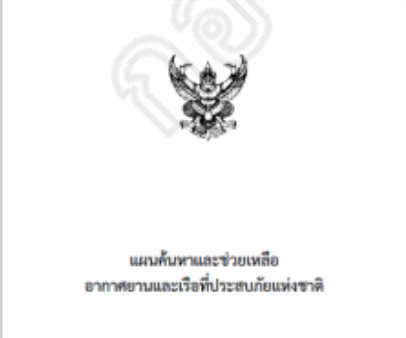 แผนค้นหาและช่วยเหลือ
อากาศยานและเรือที่ประสบภัยแห่งชาติ